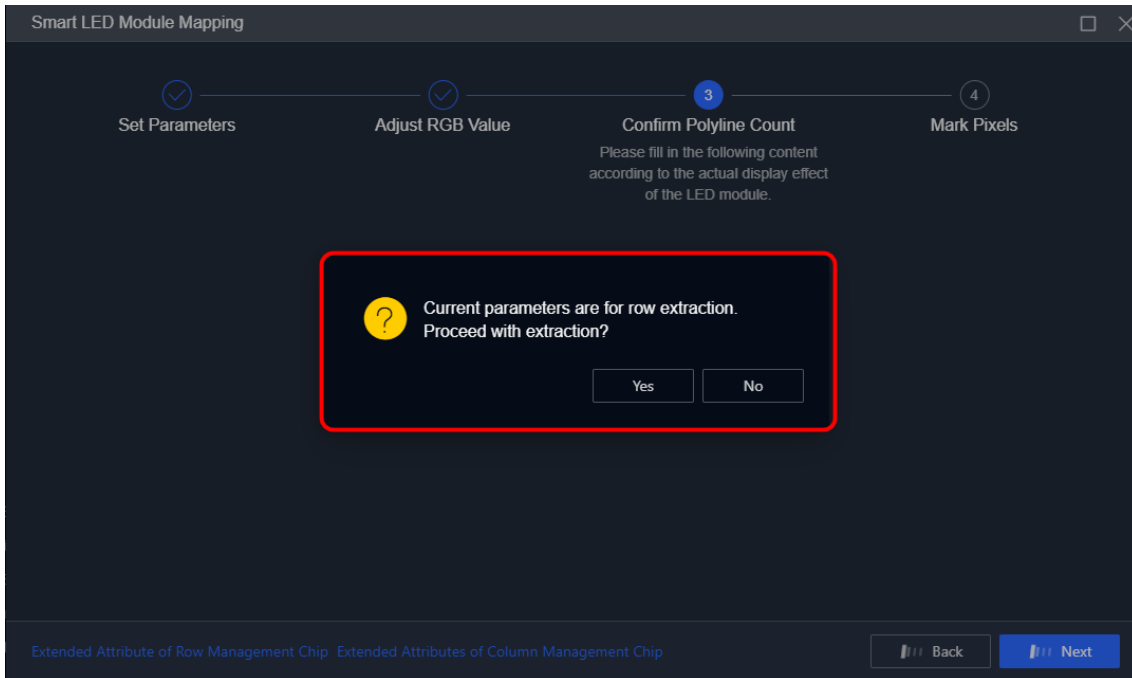 Smart LED Module Mapping
3
4
Set Parameters
Adjust RGB Value
Confirm Polyline Count
Mark Pixels
Please fill in the following content
according to the actual display effect
of the LED module.
?
Current parameters are for row extraction.
Proceed with extraction?
Yes
No
Extended Attribute of Row Management Chip
Extended Attributes of Column Management Chip
Back
Next